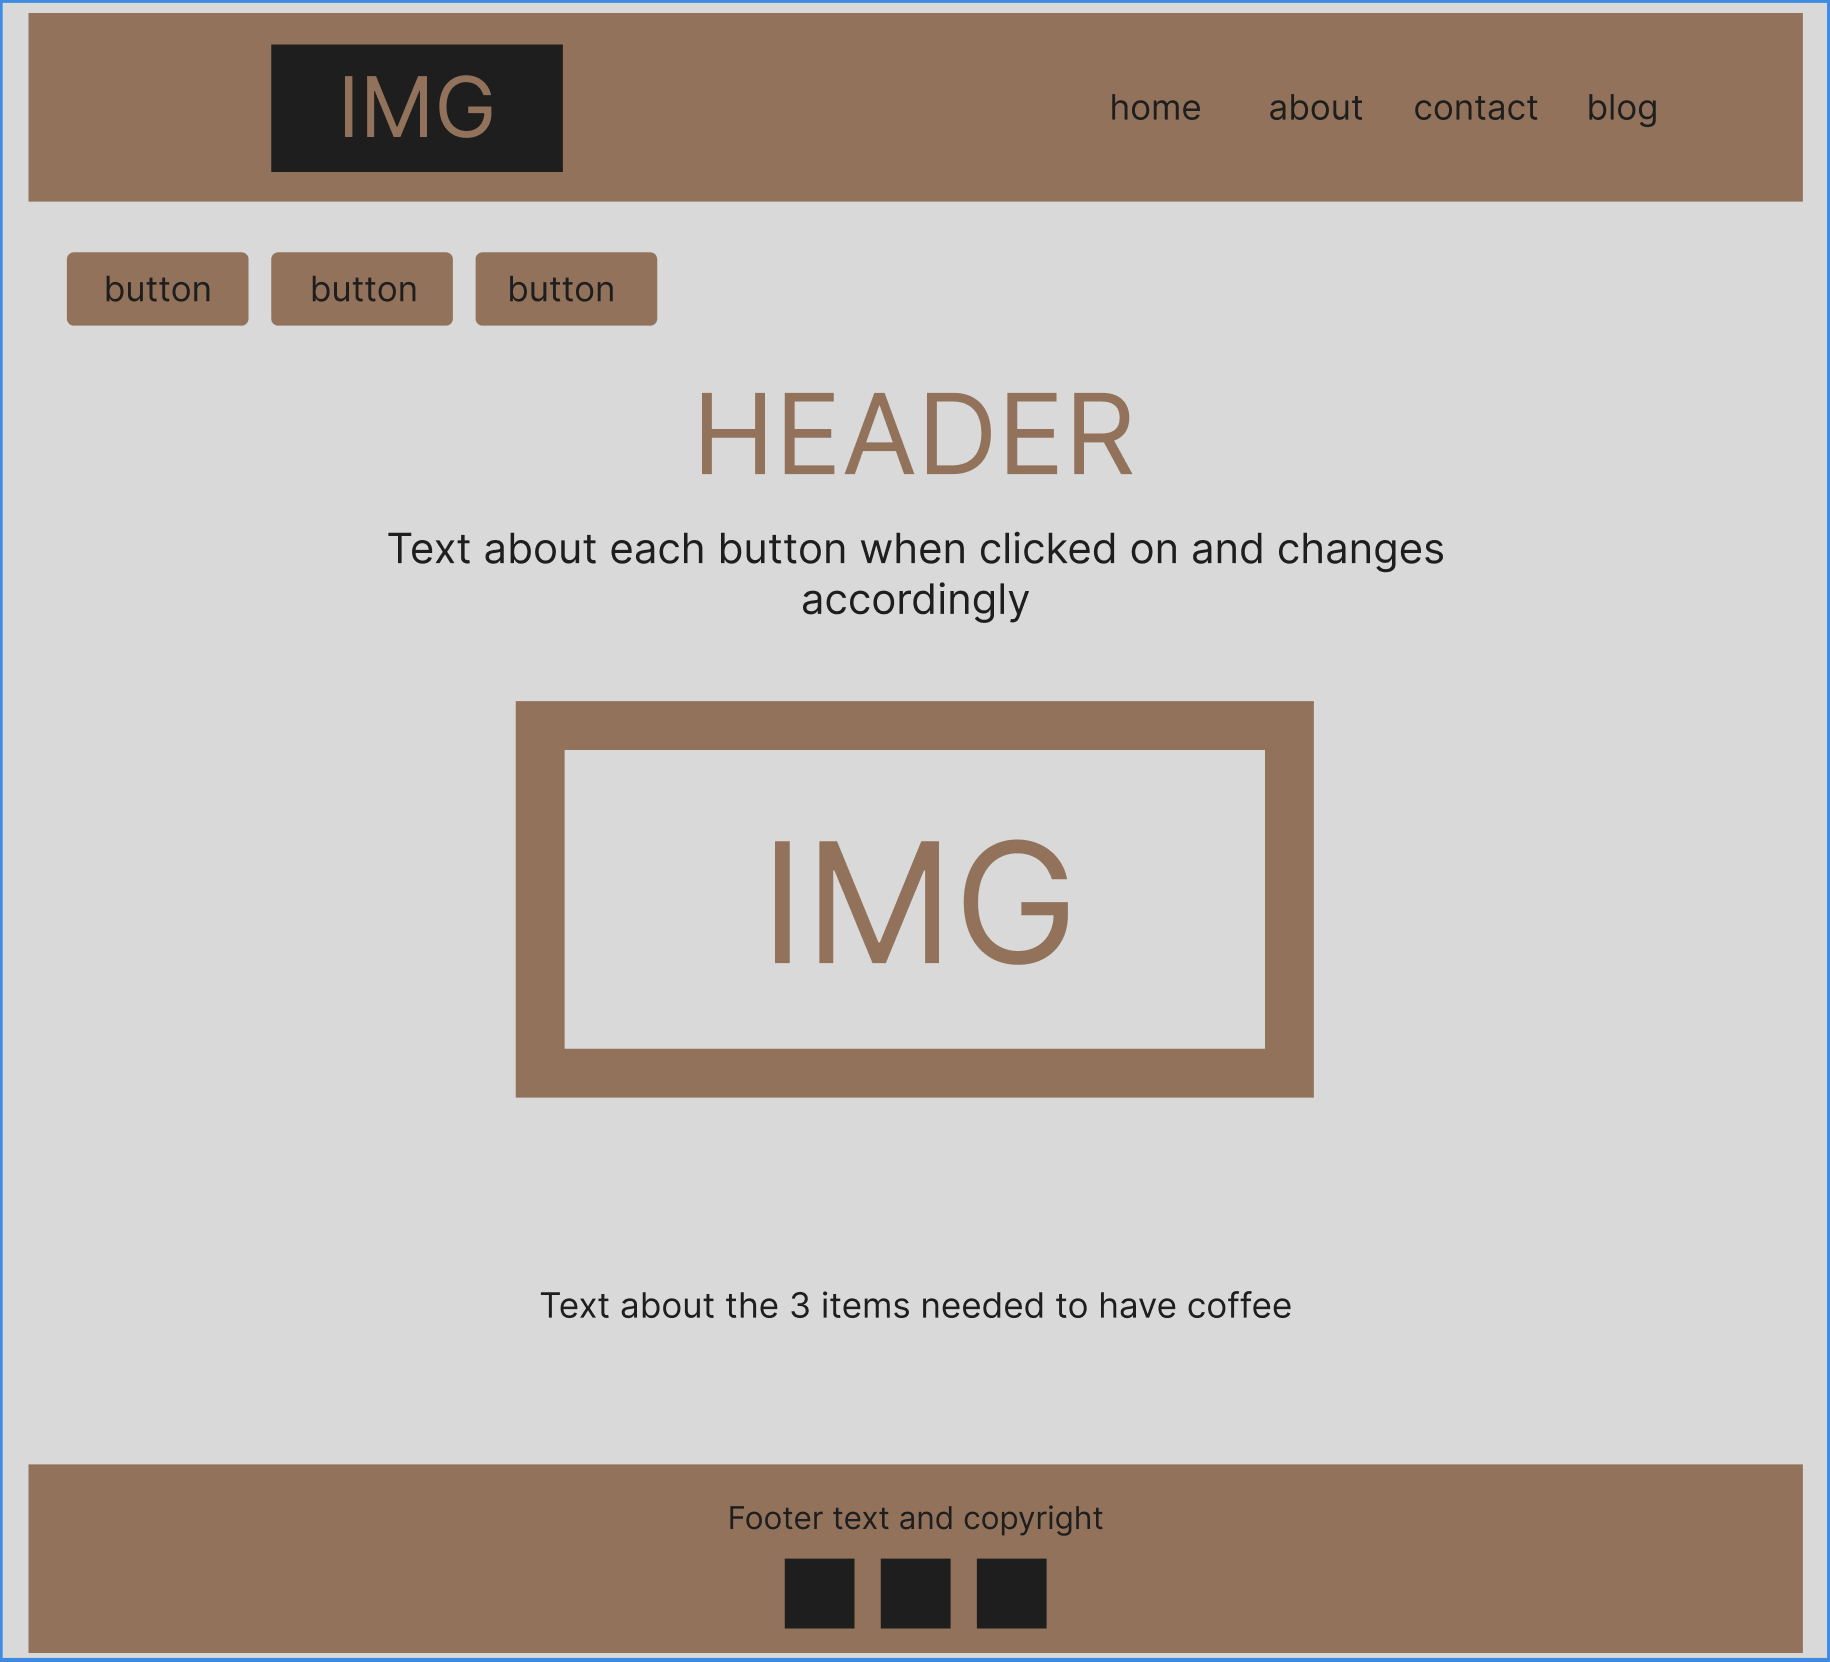 IMG
home about contact blog
button button button
HEADER
Text about each button when clicked on and changes
accordingly
IMG
Text about the 3 items needed to have coffee
Footer text and copyright